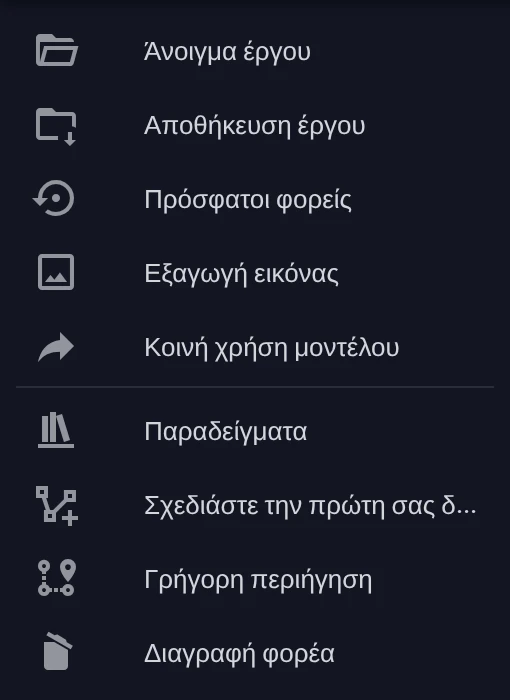 Άνοιγμα έργου
Αποθήκευση έργου
Πρόσφατοι φορείς
Εξαγωγή εικόνας
Κοινή χρήση μοντέλου
Παραδείγματα
Σχεδιάστε την πρώτη σας δ...
Γρήγορη περιήγηση
Διαγραφή φορέα